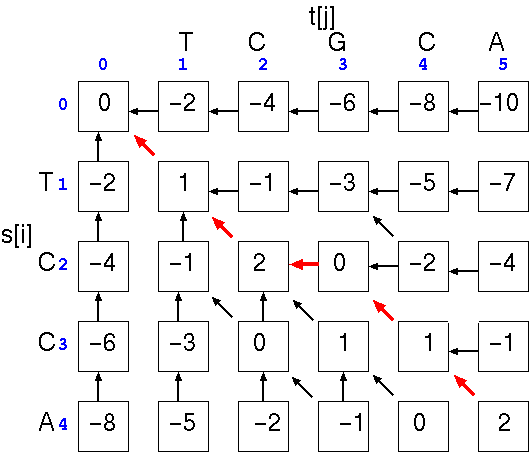 t[j]
T C G C A
0 1 2 3 4 5
0 0 −2 −4 −6 −8 −10
T 1 −2 1 −1 −3 −5 −7
s[i]
C 2 −4 −1 2 0 −2 −4
C 3 −6 −3 0 1 1 −1
A 4 −8 −5 −2 −1 0 2